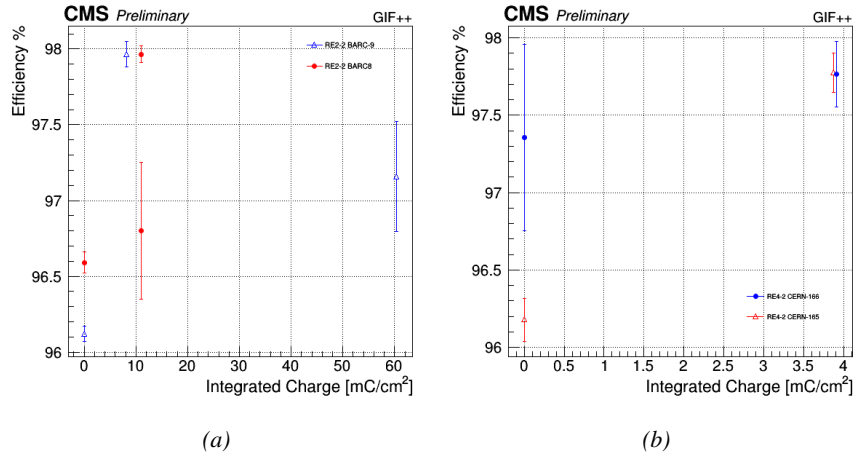 CMS Preliminary GIF++
Efficiency %
98
97.5
97
96.5
96
RE2-2 BARC-9
RE2-2 BARC8
0 10 20 30 40 50 60
Integrated Charge [mC/cm²]
(a)
CMS Preliminary GIF++
Efficiency %
98
97.5
97
96.5
96
RE4-2 CERN-166
RE4-2 CERN-165
0 0.5 1 1.5 2 2.5 3 3.5 4
Integrated Charge [mC/cm²]
(b)